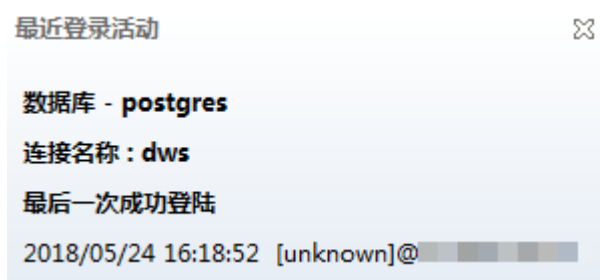 最近登录活动
数据库 - postgres
连接名称：dws
最后一次成功登陆
2018/05/24 16:18:52 [unknown]@